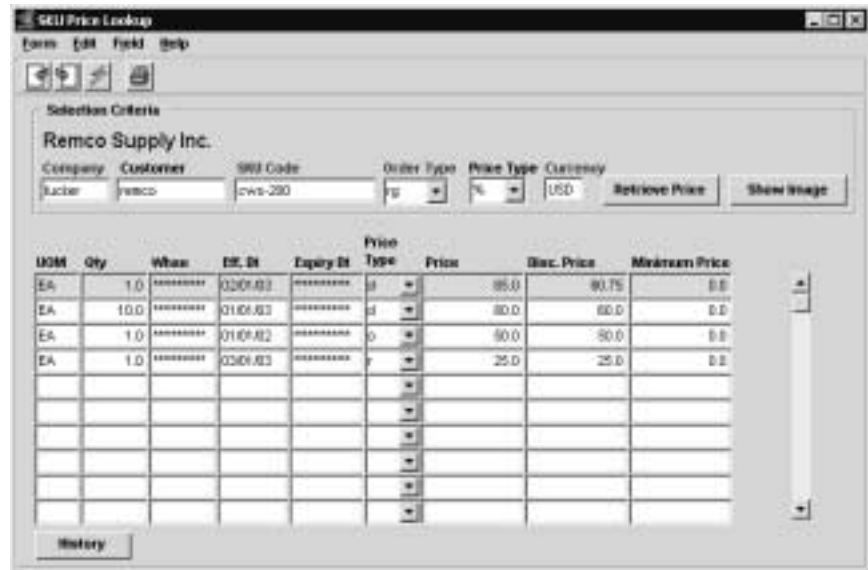 SKU Price Lookup
Form Edit Field Help
Selection Criteria
Remco Supply Inc.
Company Customer SKU Code Order Type Price Type Currency
tucker remco cws-200 rg % USD Retrieve Price Show Image
UOM Qty Whse Eff. Dt Expiry Dt Price Type Price Disc. Price Minimum Price
EA 1.0 ********* 02/01/03 ********* d 85.0 80.75 0.0
EA 10.0 ********* 01/01/03 ********* d 80.0 60.0 0.0
EA 1.0 ********* 01/01/02 ********* o 50.0 50.0 0.0
EA 1.0 ********* 03/01/03 ********* r 25.0 25.0 0.0
History